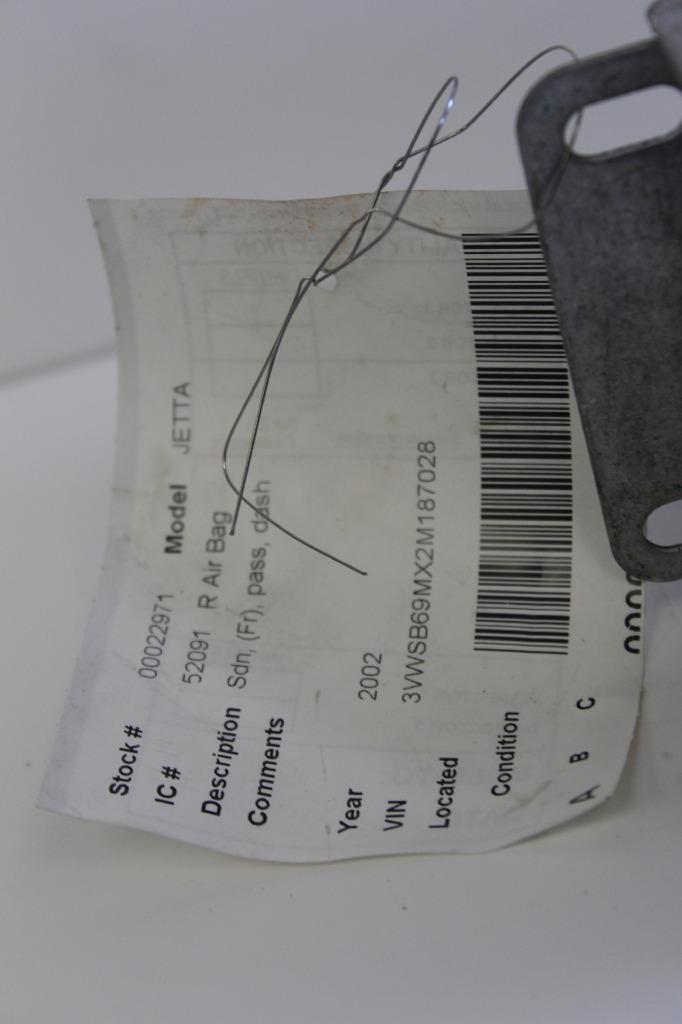 Stock # 00022971 Model JETTA
IC # 52091 R Air Bag
Description Sdn, (Fr), pass, dash
Comments
Year 2002
VIN 3VWSB69MX2M187028
Located
Condition
A B C